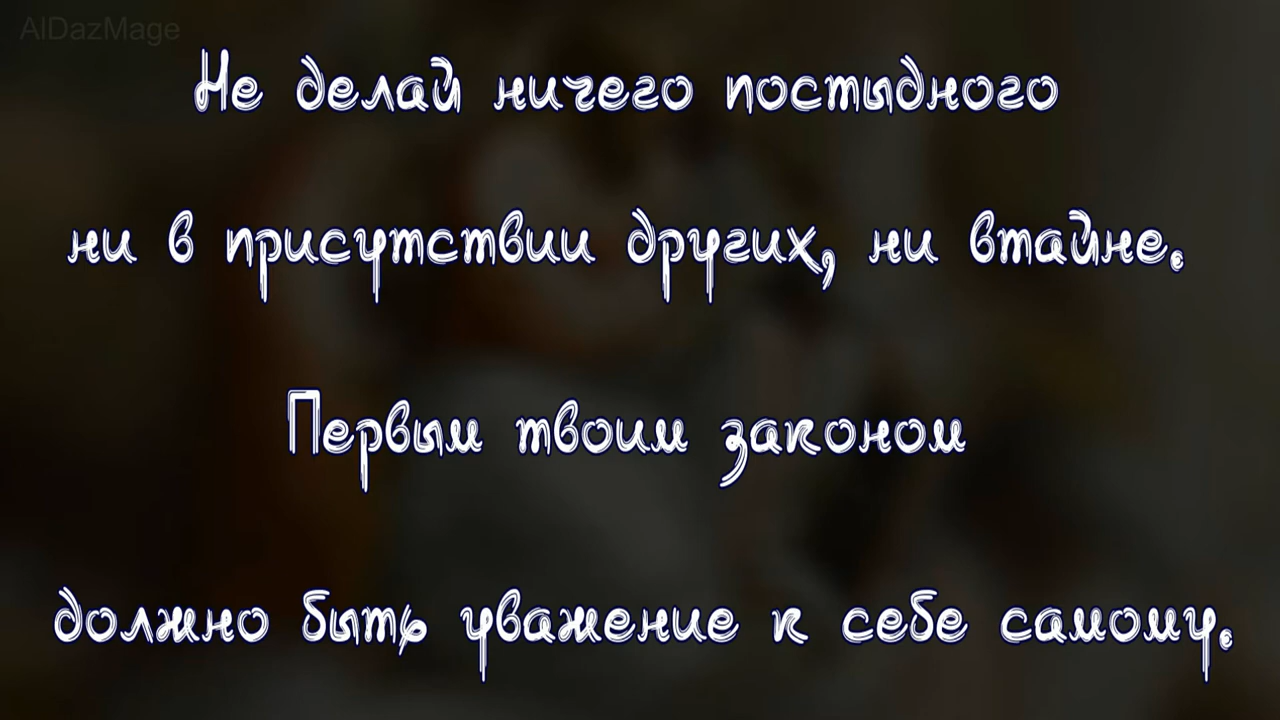 AlDazMage
Не делай ничего постыдного
ни в присутствии других, ни втайне.
Первым твоим законом
должно быть уважение к себе самому.